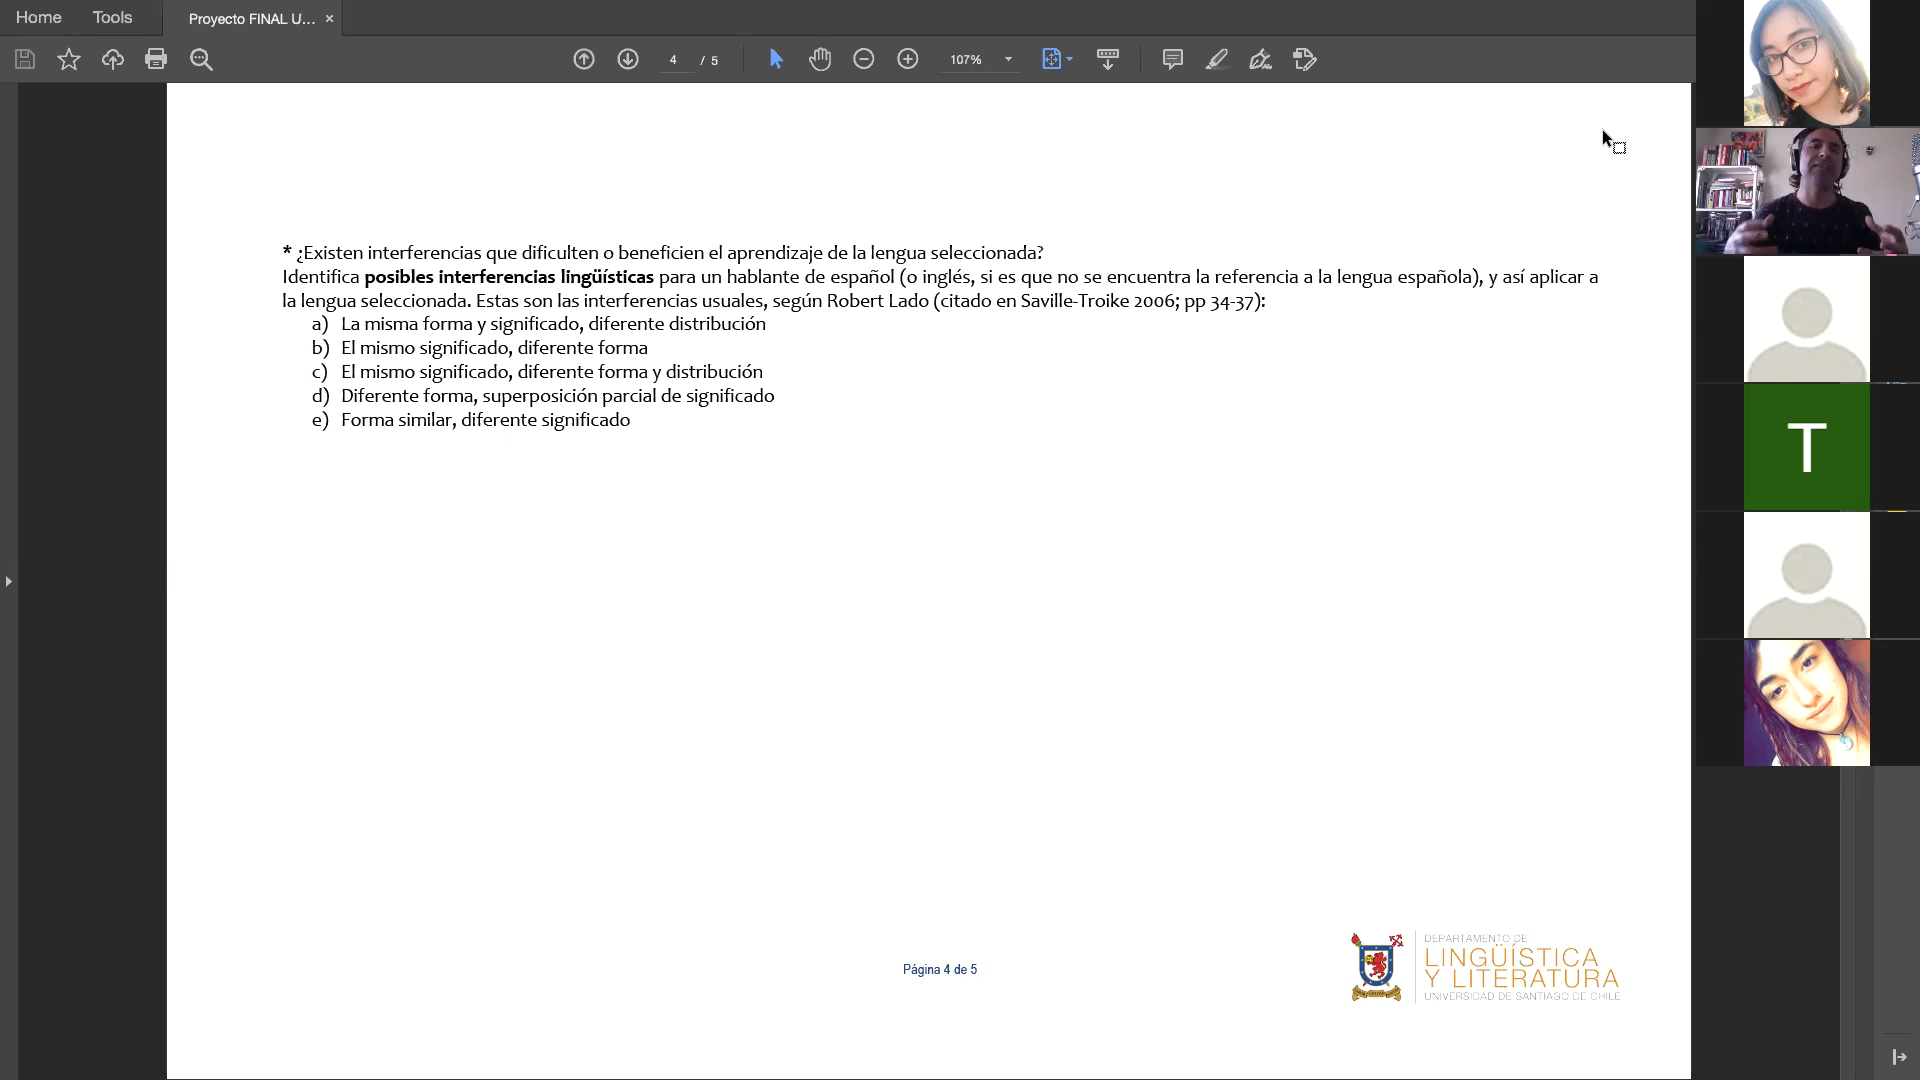 Home Tools Proyecto FINAL U... ×
4 / 5 107%
* ¿Existen interferencias que dificulten o beneficien el aprendizaje de la lengua seleccionada?
Identifica posibles interferencias lingüísticas para un hablante de español (o inglés, si es que no se encuentra la referencia a la lengua española), y así aplicar a
la lengua seleccionada. Estas son las interferencias usuales, según Robert Lado (citado en Saville-Troike 2006; pp 34-37):
a) La misma forma y significado, diferente distribución
b) El mismo significado, diferente forma
c) El mismo significado, diferente forma y distribución
d) Diferente forma, superposición parcial de significado
e) Forma similar, diferente significado
T
Página 4 de 5
DEPARTAMENTO DE
LINGÜÍSTICA
Y LITERATURA
UNIVERSIDAD DE SANTIAGO DE CHILE